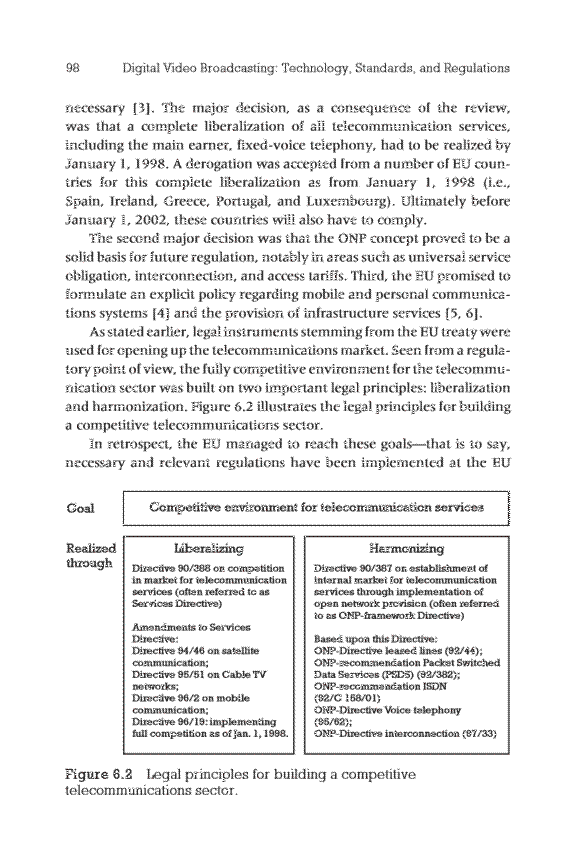 98 Digital Video Broadcasting: Technology, Standards, and Regulations
necessary [3]. The major decision, as a consequence of the review,
was that a complete liberalization of all telecommunication services,
including the main earner, fixed-voice telephony, had to be realized by
January 1, 1998. A derogation was accepted from a number of EU coun-
tries for this complete liberalization as from January 1, 1998 (i.e.,
Spain, Ireland, Greece, Portugal, and Luxembourg). Ultimately before
January 1, 2002, these countries will also have to comply.
The second major decision was that the ONP concept proved to be a
solid basis for future regulation, notably in areas such as universal service
obligation, interconnection, and access tariffs. Third, the EU promised to
formulate an explicit policy regarding mobile and personal communica-
tions systems [4] and the provision of infrastructure services [5, 6].
As stated earlier, legal instruments stemming from the EU treaty were
used for opening up the telecommunications market. Seen from a regula-
tory point of view, the fully competitive environment for the telecommu-
nication sector was built on two important legal principles: liberalization
and harmonization. Figure 6.2 illustrates the legal principles for building
a competitive telecommunications sector.
In retrospect, the EU managed to reach these goals—that is to say,
necessary and relevant regulations have been implemented at the EU
Goal
Competitive environment for telecommunication services
Realized
through
Liberalizing
Directive 90/388 on competition
in market for telecommunication
services (often referred to as
Services Directive)
Amendments to Services
Directive:
Directive 94/46 on satellite
communication;
Directive 95/51 on Cable TV
networks;
Directive 96/2 on mobile
communication;
Directive 96/19: implementing
full competition as of Jan. 1, 1998.
Harmonizing
Directive 90/387 on establishment of
internal market for telecommunication
services through implementation of
open network provision (often referred
to as ONP-framework Directive)
Based upon this Directive:
ONP-Directive leased lines (92/44);
ONP-recommendation Packet Switched
Data Services (PSDS) (92/382);
ONP-recommendation ISDN
(92/C 158/01)
ONP-Directive Voice telephony
(95/62);
ONP-Directive interconnection (97/33)
Figure 6.2 Legal principles for building a competitive
telecommunications sector.